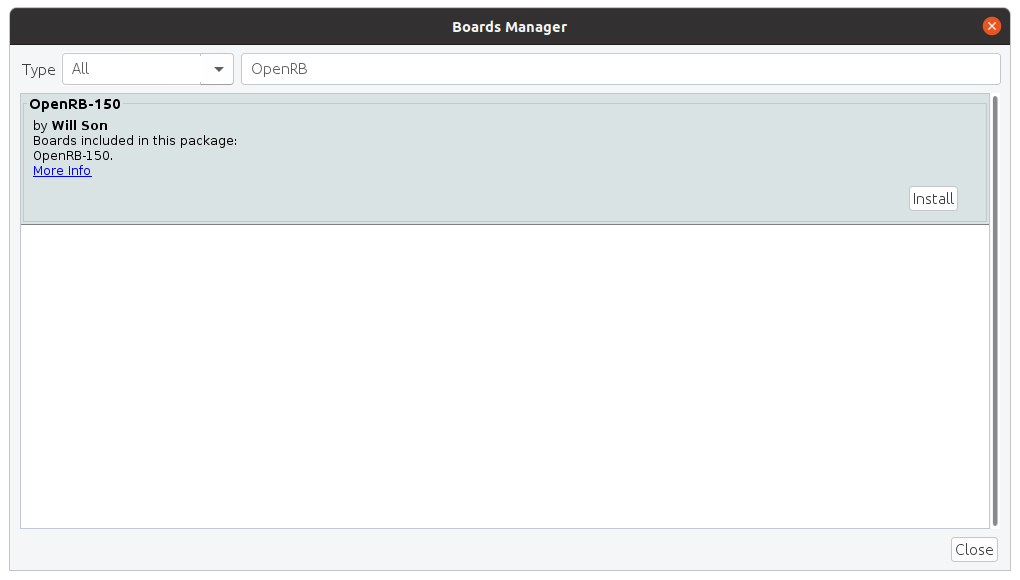 Boards Manager
Type All OpenRB
OpenRB-150
by Will Son
Boards included in this package:
OpenRB-150.
More Info
Install
Close